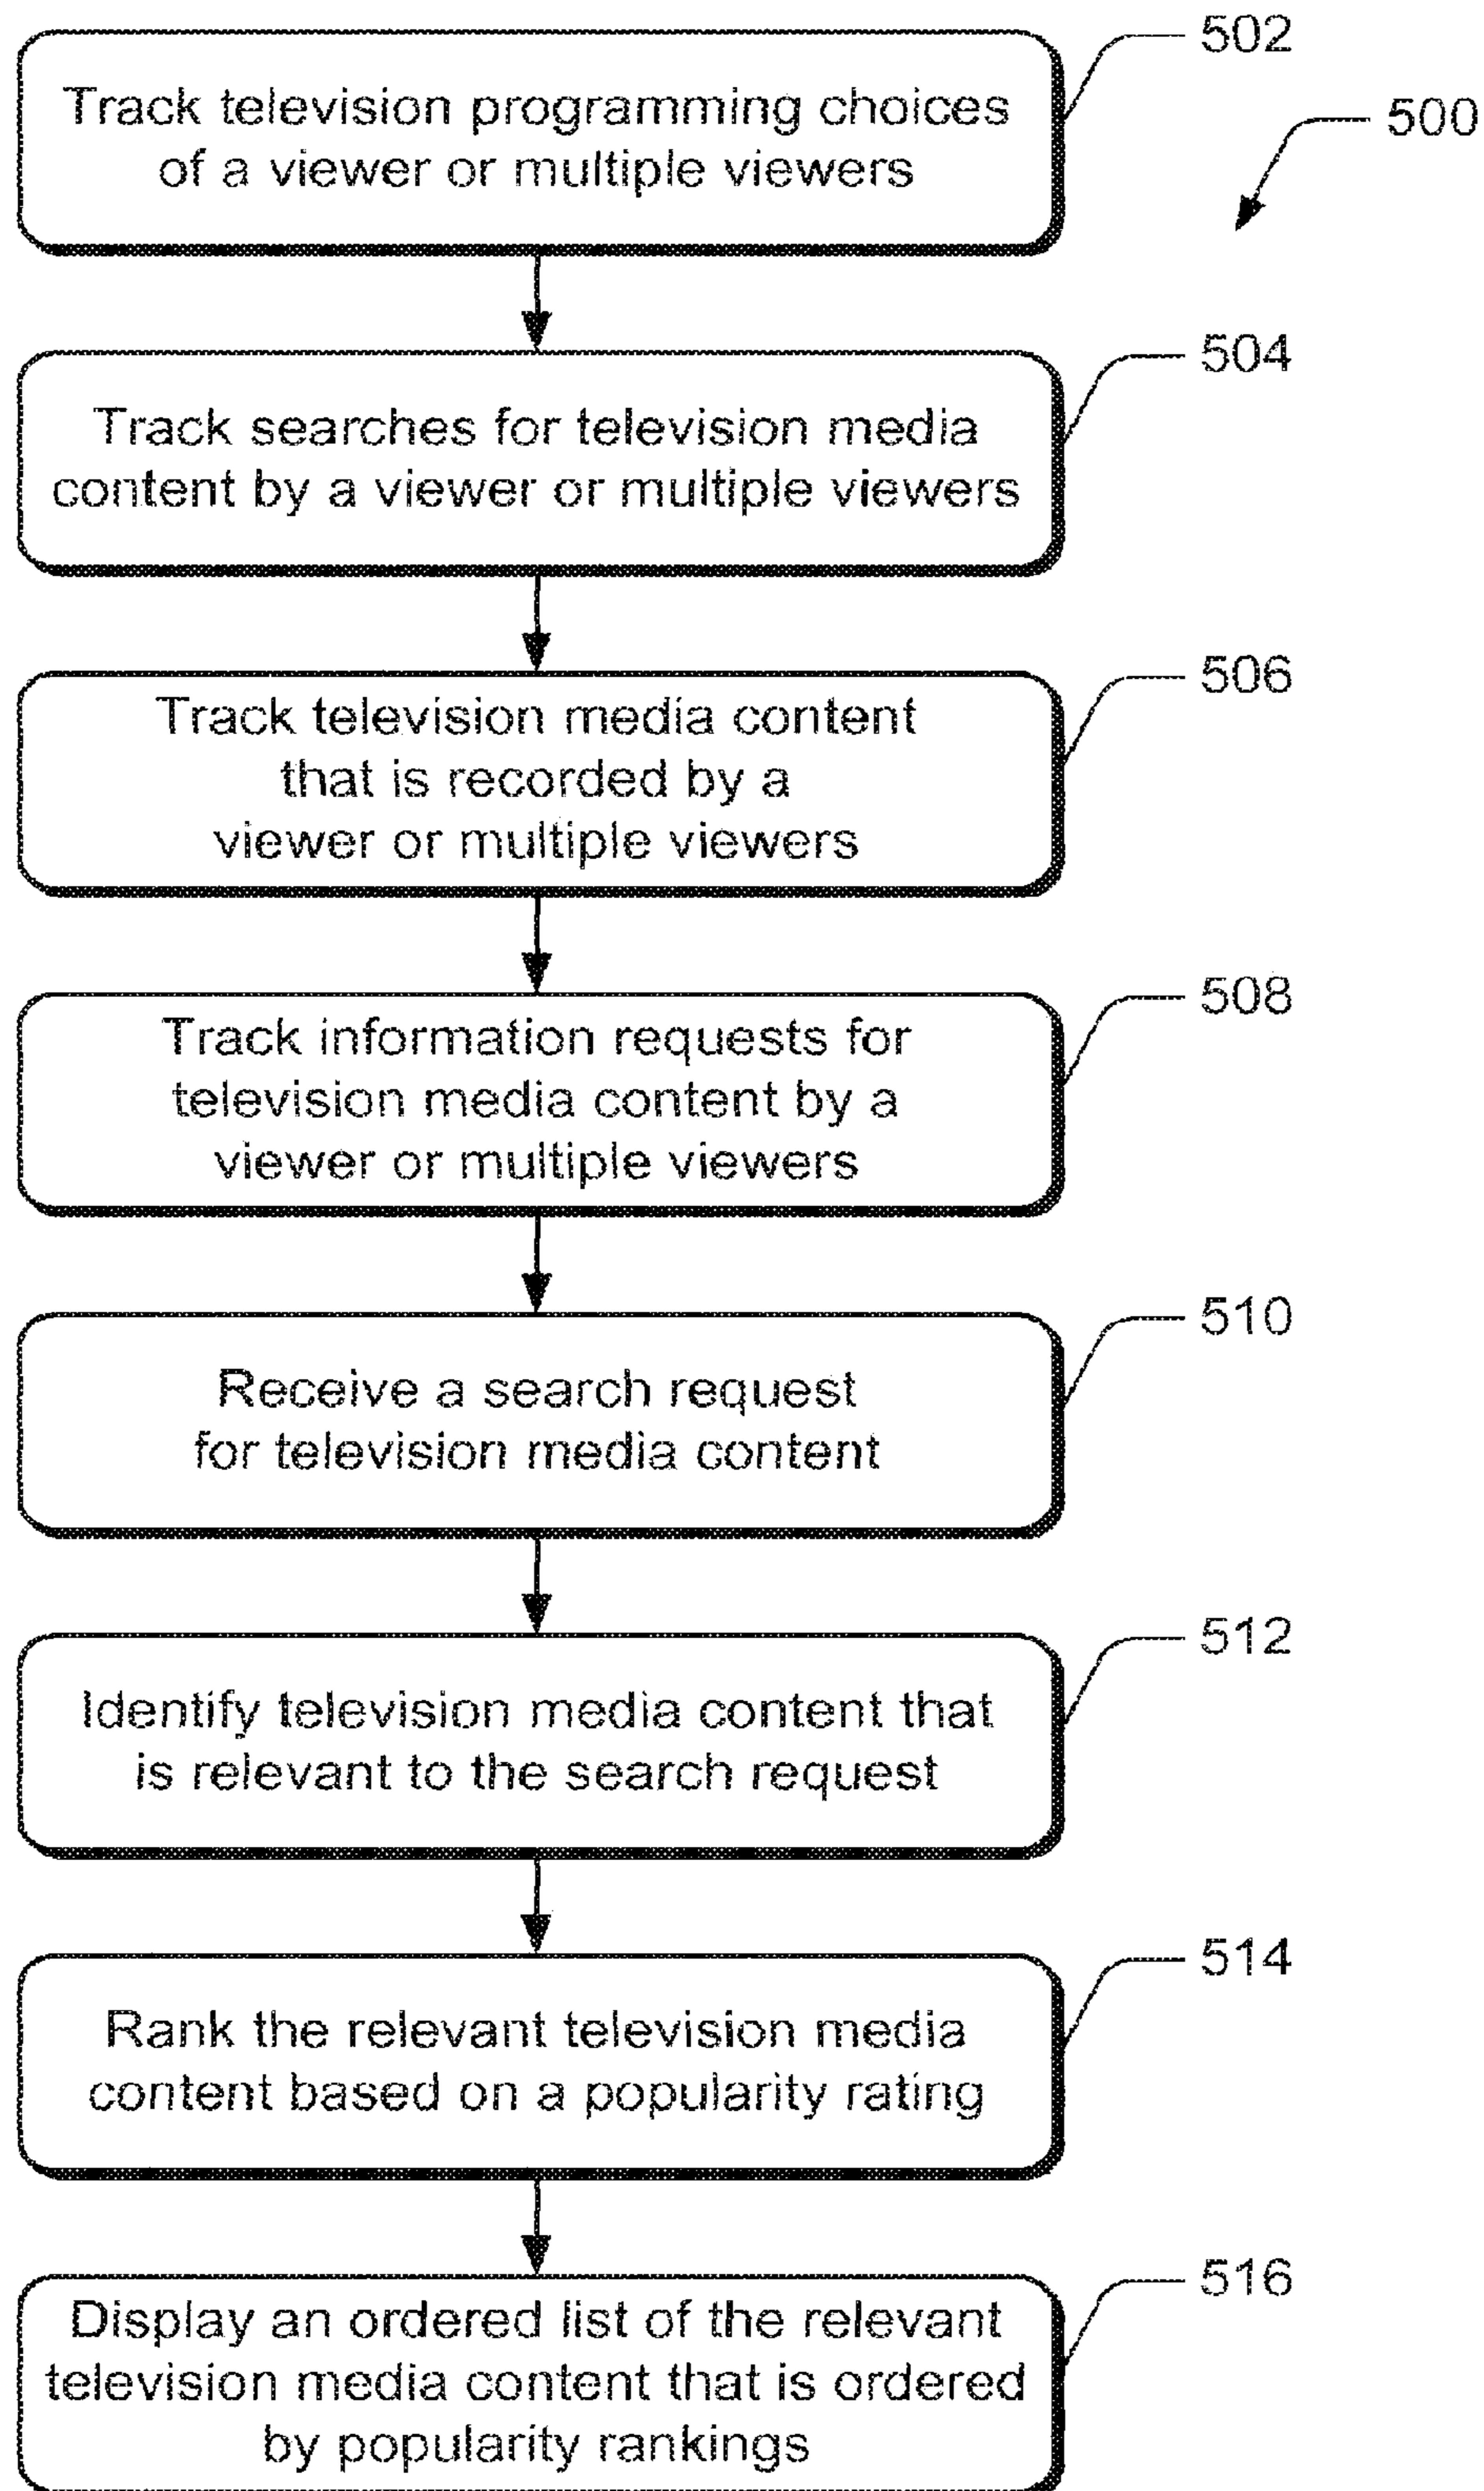 502
500
Track television programming choices
of a viewer or multiple viewers
504
Track searches for television media
content by a viewer or multiple viewers
506
Track television media content
that is recorded by a
viewer or multiple viewers
508
Track information requests for
television media content by a
viewer or multiple viewers
510
Receive a search request
for television media content
512
Identify television media content that
is relevant to the search request
514
Rank the relevant television media
content based on a popularity rating
516
Display an ordered list of the relevant
television media content that is ordered
by popularity rankings